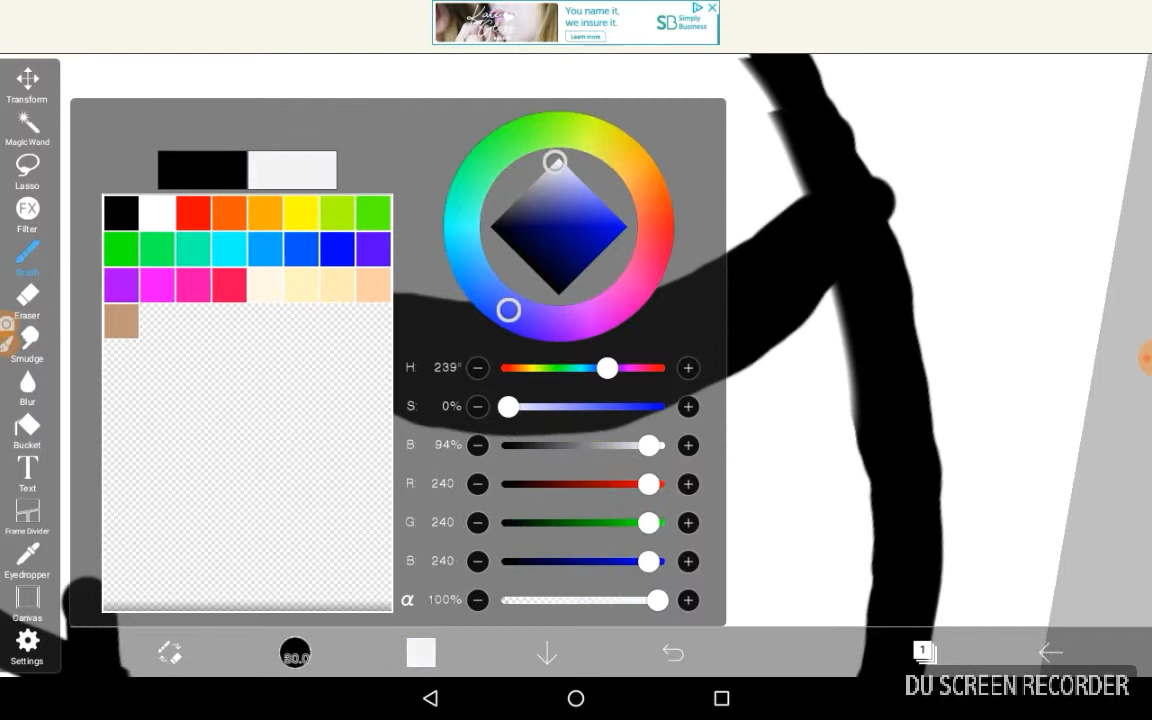 Kate
You name it,
we insure it.
Learn more
SB Simply
Business
Transform
MagicWand
Lasso
FX
Filter
Brush
Eraser
Smudge
Blur
Bucket
T
Text
Frame Divider
Eyedropper
Canvas
Settings
H: 239°
S: 0%
B 94%
R: 240
G: 240
B: 240
α 100%
30.0
1
DU SCREEN RECORDER